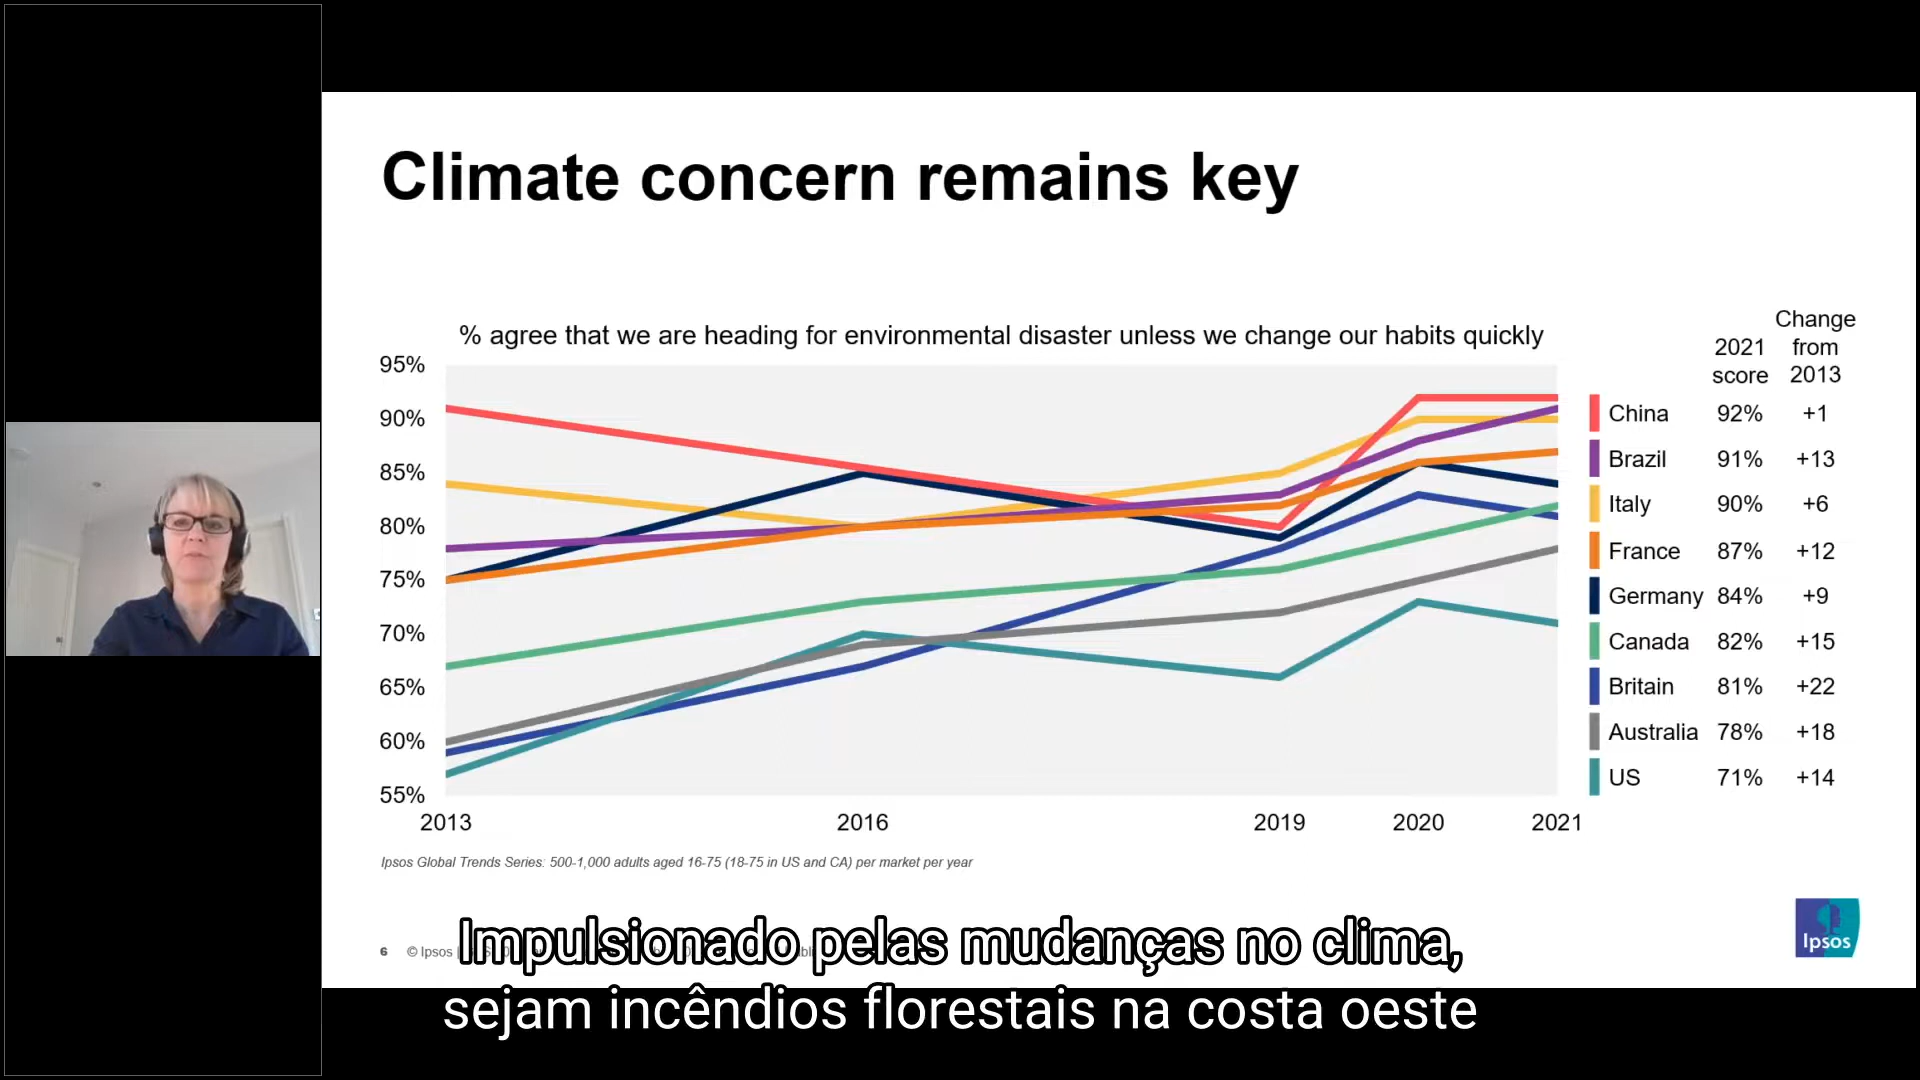 Climate concern remains key
% agree that we are heading for environmental disaster unless we change our habits quickly
95%
90%
85%
80%
75%
70%
65%
60%
55%
2013
2016
2019
2020
2021
2021 score
Change from 2013
China 92% +1
Brazil 91% +13
Italy 90% +6
France 87% +12
Germany 84% +9
Canada 82% +15
Britain 81% +22
Australia 78% +18
US 71% +14
Ipsos Global Trends Series: 500-1,000 adults aged 16-75 (18-75 in US and CA) per market per year
6 © Ipsos
Ipsos
Impulsionado pelas mudanças no clima,
sejam incêndios florestais na costa oeste